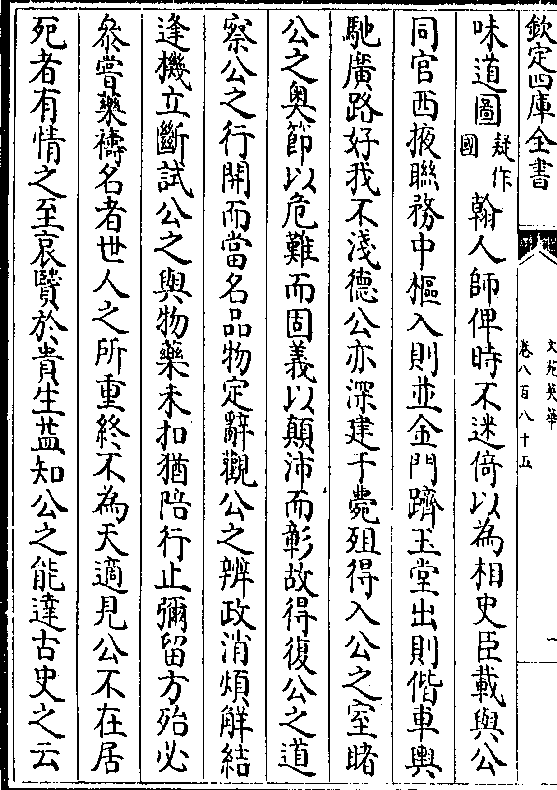 欽定四庫全書
文苑英華
卷八百八十五
一
味道圖疑作國翰人師俾時不迷倚以為相史臣載與公
同官西掖聯務中樞入則並金門躋玉堂出則偕車輿
馳廣路好我不淺德公亦深建于薨殂得入公之室睹
公之奥節以危難而固義以顛沛而彰故得復公之道
察公之行開而當名品物定辭觀公之辨政消煩解結
逢機立斷試公之與物藥未扣猶陪行止彌留方殆必
叅嘗藥禱名者世人之所重終不為夭適見公不在居
死者有情之至哀賢於貴生益知公之能達古史之云